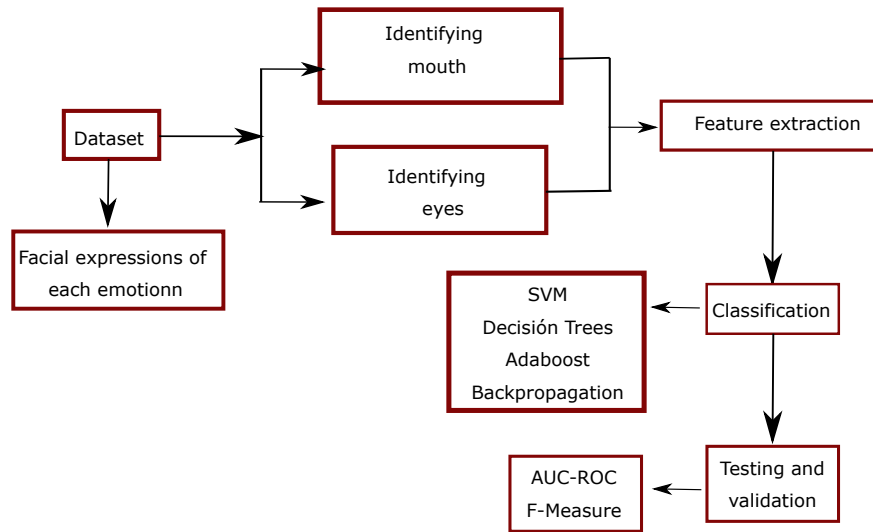 Identifying
mouth
Dataset
Feature extraction
Identifying
eyes
Facial expressions of
each emotionn
SVM
Decisión Trees
Adaboost
Backpropagation
Classification
AUC-ROC
F-Measure
Testing and
validation